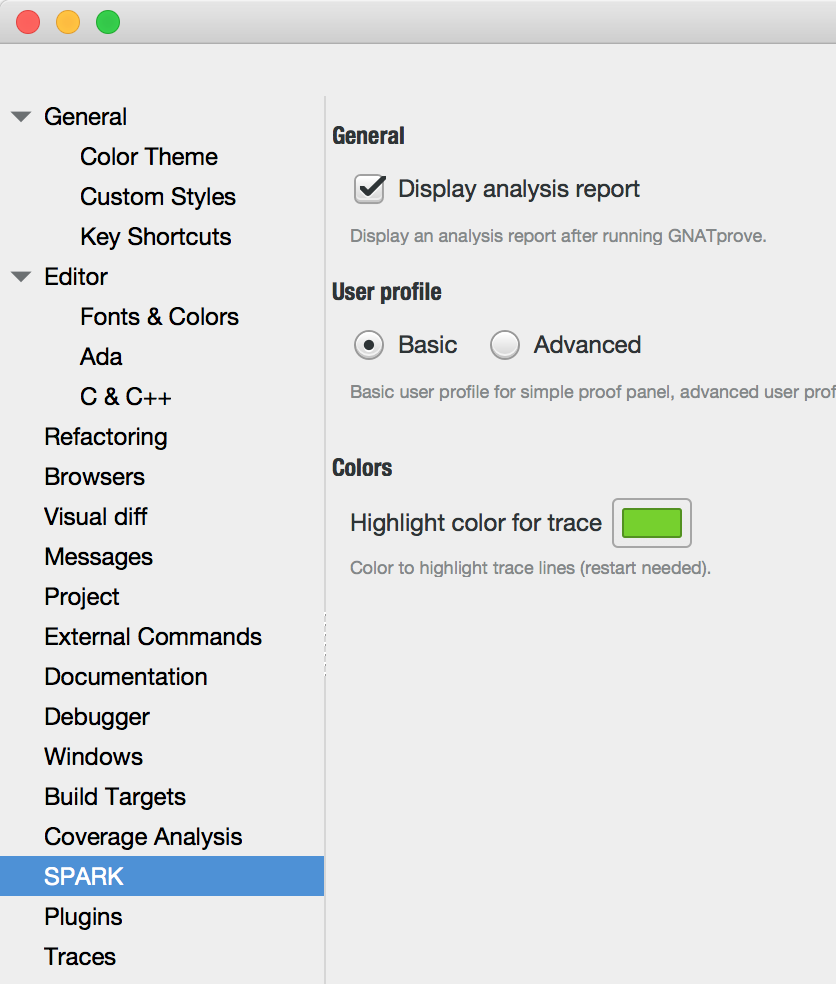 General
Color Theme
Custom Styles
Key Shortcuts
Editor
Fonts & Colors
Ada
C & C++
Refactoring
Browsers
Visual diff
Messages
Project
External Commands
Documentation
Debugger
Windows
Build Targets
Coverage Analysis
SPARK
Plugins
Traces
General
Display analysis report
Display an analysis report after running GNATprove.
User profile
Basic Advanced
Basic user profile for simple proof panel, advanced user prof
Colors
Highlight color for trace
Color to highlight trace lines (restart needed).